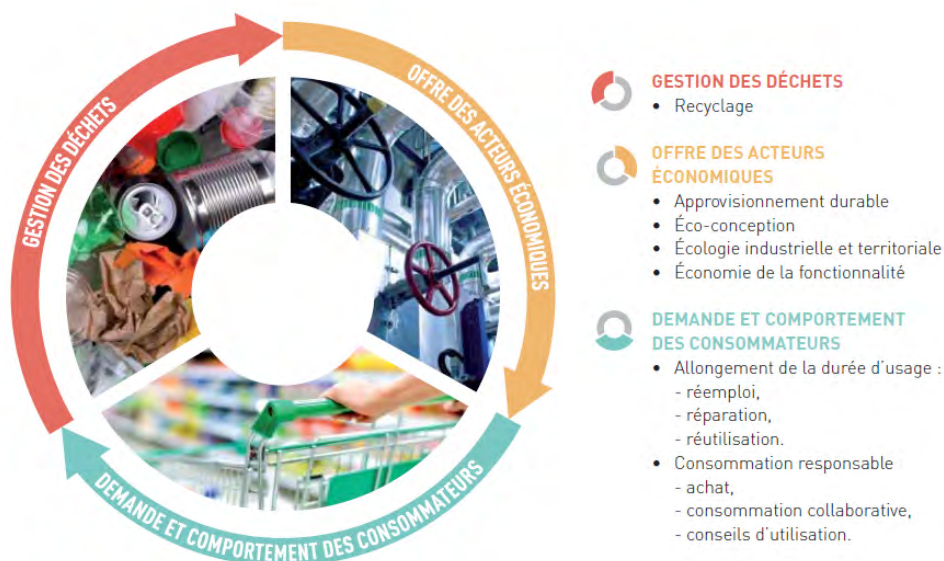 GESTION DES DÉCHETS
OFFRE DES ACTEURS ÉCONOMIQUES
DEMANDE ET COMPORTEMENT DES CONSOMMATEURS
GESTION DES DÉCHETS
• Recyclage
OFFRE DES ACTEURS
ÉCONOMIQUES
• Approvisionnement durable
• Éco-conception
• Écologie industrielle et territoriale
• Économie de la fonctionnalité
DEMANDE ET COMPORTEMENT
DES CONSOMMATEURS
• Allongement de la durée d'usage :
- réemploi,
- réparation,
- réutilisation.
• Consommation responsable
- achat,
- consommation collaborative,
- conseils d'utilisation.